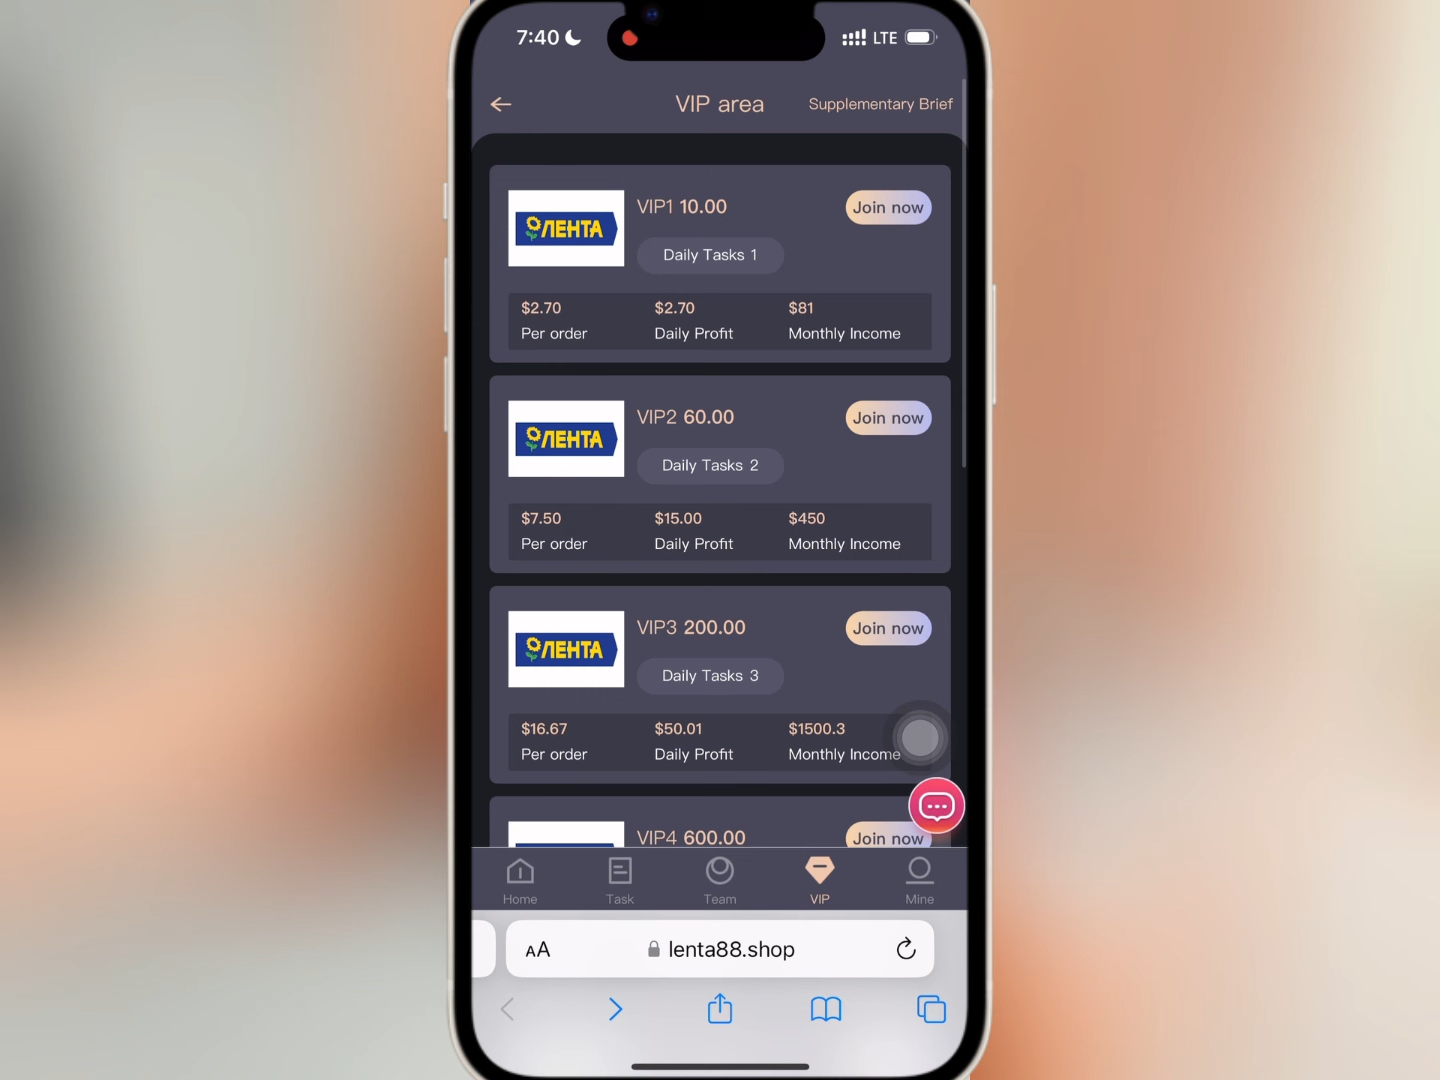 7:40
LTE
VIP area
Supplementary Brief
ЛЕНТА
VIP1 10.00
Join now
Daily Tasks 1
$2.70
$2.70
$81
Per order
Daily Profit
Monthly Income
ЛЕНТА
VIP2 60.00
Join now
Daily Tasks 2
$7.50
$15.00
$450
Per order
Daily Profit
Monthly Income
ЛЕНТА
VIP3 200.00
Join now
Daily Tasks 3
$16.67
$50.01
$1500.3
Per order
Daily Profit
Monthly Income
VIP4 600.00
Join now
Home
Task
Team
VIP
Mine
AA
lenta88.shop